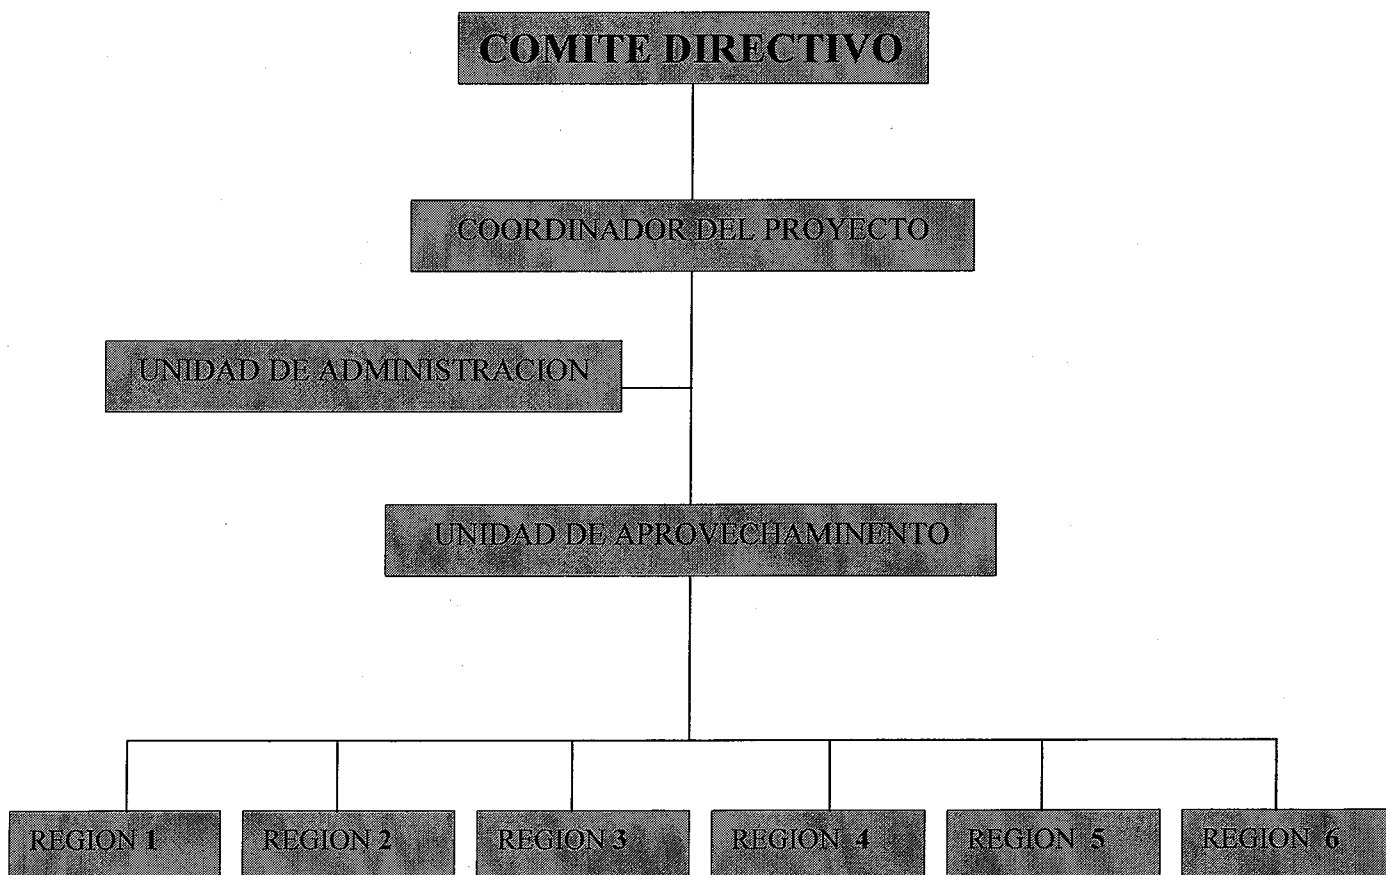 COMITE DIRECTIVO
COORDINADOR DEL PROYECTO
UNIDAD DE ADMINISTRACION
UNIDAD DE APROVECHAMINENTO
REGION 1
REGION 2
REGION 3
REGION 4
REGION 5
REGION 6